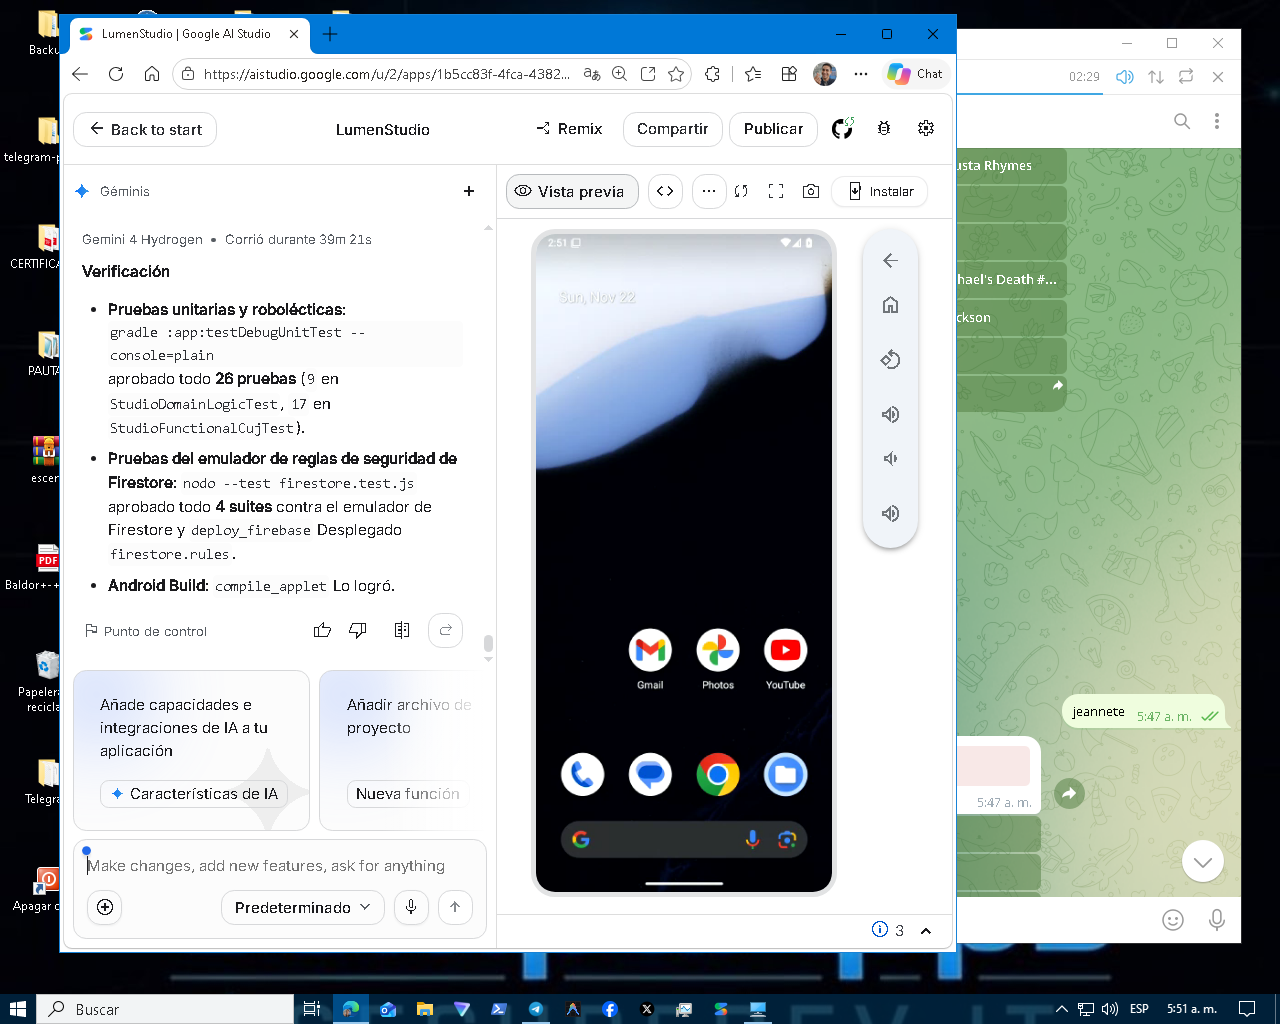 LumenStudio | Google AI Studio
https://aistudio.google.com/u/2/apps/1b5cc83f-4fca-4382...
Chat
Back to start
LumenStudio
Remix
Compartir
Publicar
Géminis
Vista previa
Instalar
Gemini 4 Hydrogen • Corrió durante 39m 21s
Verificación
• Pruebas unitarias y robolécticas:
gradle :app:testDebugUnitTest --
console=plain
aprobado todo 26 pruebas (9 en
StudioDomainLogicTest, 17 en
StudioFunctionalCujTest).
• Pruebas del emulador de reglas de seguridad de
Firestore: nodo --test firestore.test.js
aprobado todo 4 suites contra el emulador de
Firestore y deploy_firebase Desplegado
firestore.rules.
• Android Build: compile_applet Lo logró.
Punto de control
Añade capacidades e
integraciones de IA a tu
aplicación
Características de IA
Añadir archivo de
proyecto
Nueva función
Make changes, add new features, ask for anything
Predeterminado
2:51
Sun, Nov 22
Gmail
Photos
YouTube
3
02:29
usta Rhymes
hael's Death #...
ckson
jeannete
5:47 a. m.
5:47 a. m.
Backu
telegram-p
CERTIFICA
PAUTA
escen
PDF
Baldor+-+
Papelera
recicla
Telegra
Apagar c
Buscar
ESP
5:51 a. m.